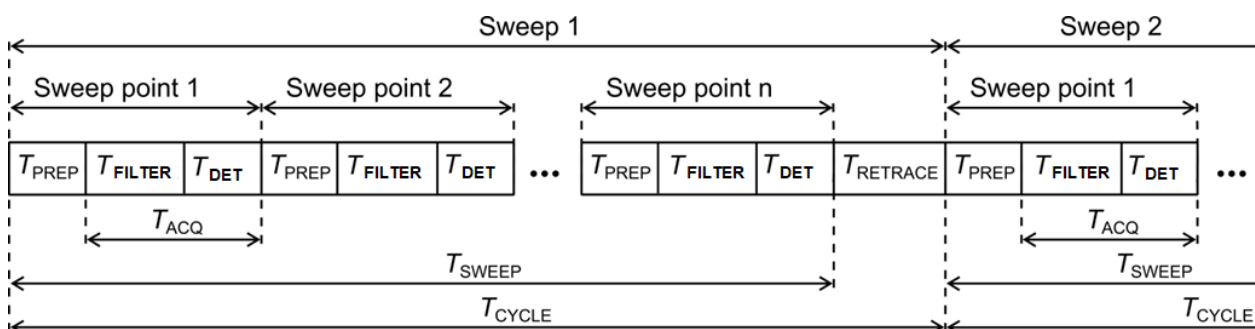 Sweep 1 Sweep 2
Sweep point 1 Sweep point 2 Sweep point n Sweep point 1
TPREP TFILTER TDET TPREP TFILTER TDET ••• TPREP TFILTER TDET TRETRACE TPREP TFILTER TDET •••
TACQ TACQ
TSWEEP TSWEEP
TCYCLE TCYCLE